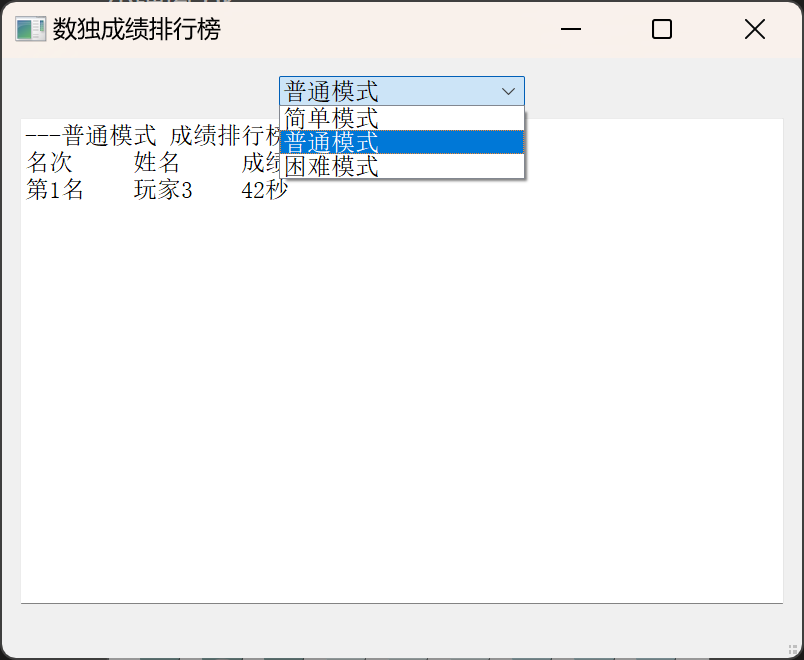 数独成绩排行榜
普通模式
简单模式
普通模式
困难模式
---普通模式 成绩排行榜
名次 姓名 成绩
第1名 玩家3 42秒